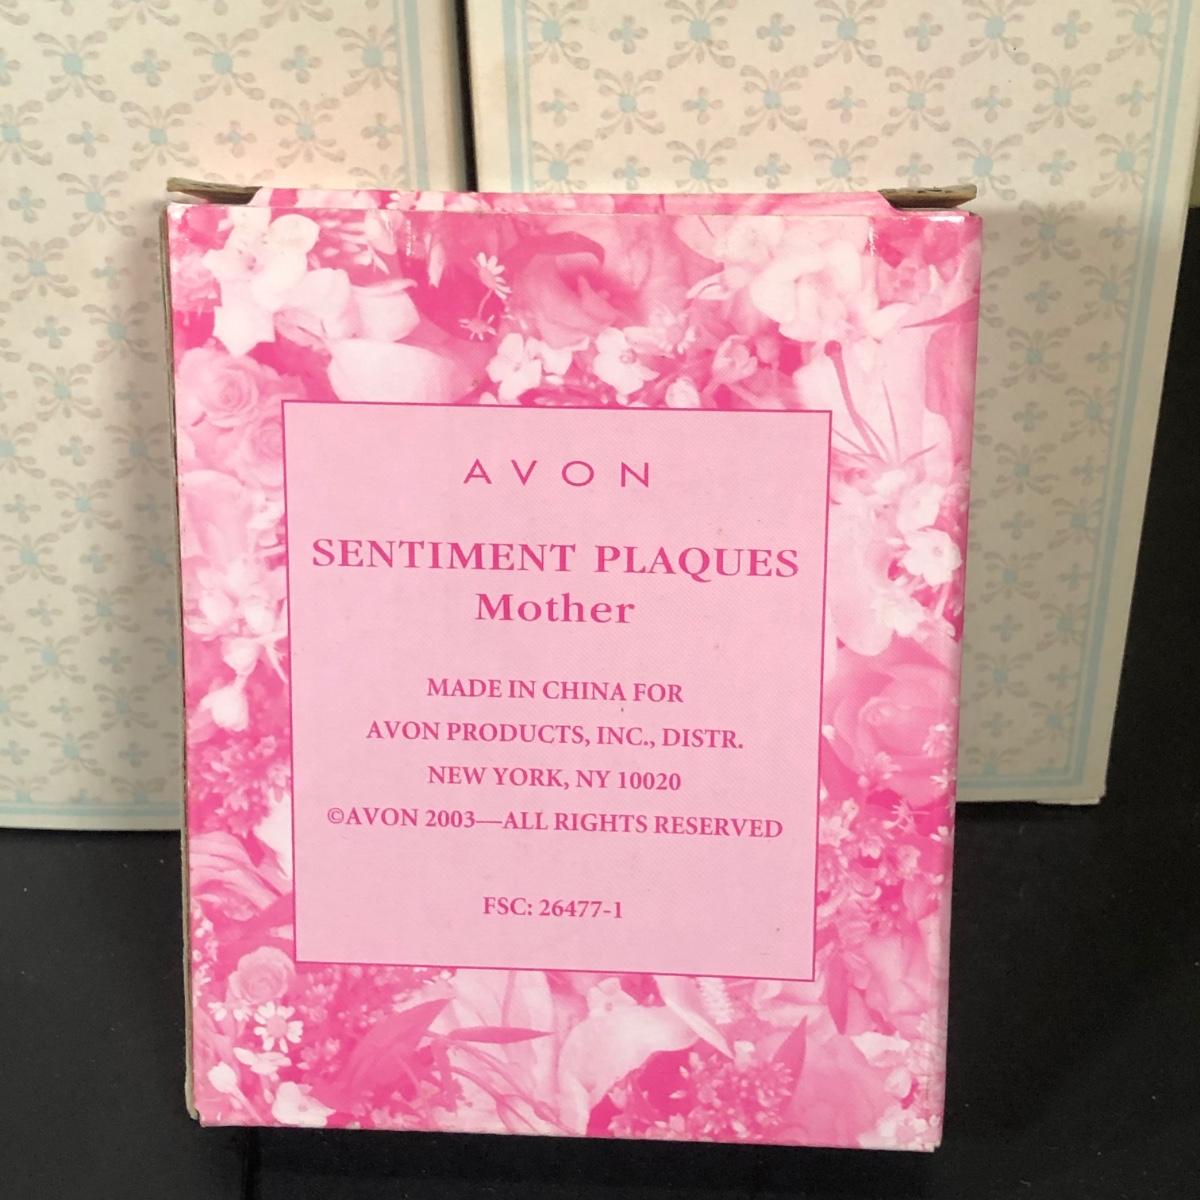 AVON
SENTIMENT PLAQUES
Mother
MADE IN CHINA FOR
AVON PRODUCTS, INC., DISTR.
NEW YORK, NY 10020
©AVON 2003—ALL RIGHTS RESERVED
FSC: 26477-1